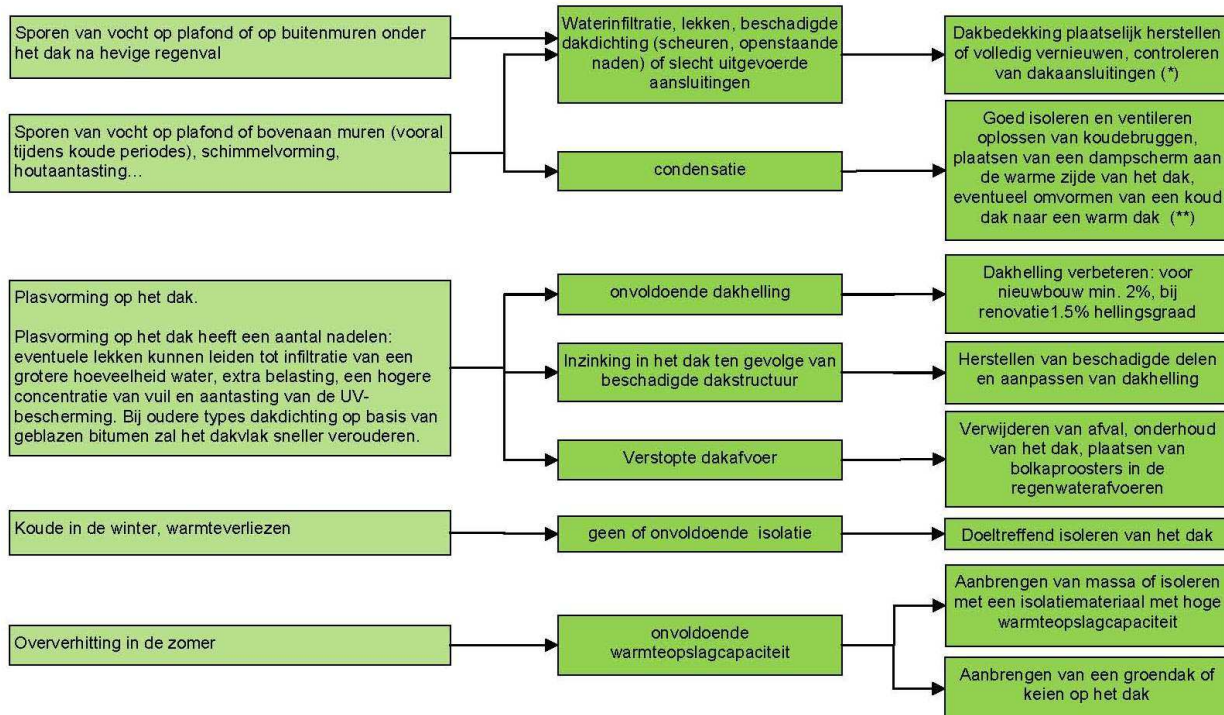 Sporen van vocht op plafond of op buitenmuren onder
het dak na hevige regenval
Waterinfiltratie, lekken, beschadigde
dakdichting (scheuren, openstaande
naden) of slecht uitgevoerde
aansluitingen
Dakbedekking plaatselijk herstellen
of volledig vernieuwen, controleren
van dakaansluitingen (*)
Sporen van vocht op plafond of bovenaan muren (vooral
tijdens koude periodes), schimmelvorming,
houtaantasting...
condensatie
Goed isoleren en ventileren
oplossen van koudebruggen,
plaatsen van een dampscherm aan
de warme zijde van het dak,
eventueel omvormen van een koud
dak naar een warm dak (**)
Plasvorming op het dak.
Plasvorming op het dak heeft een aantal nadelen:
eventuele lekken kunnen leiden tot infiltratie van een
grotere hoeveelheid water, extra belasting, een hogere
concentratie van vuil en aantasting van de UV-
bescherming. Bij oudere types dakdichting op basis van
geblazen bitumen zal het dakvlak sneller verouderen.
onvoldoende dakhelling
Dakhelling verbeteren: voor
nieuwbouw min. 2%, bij
renovatie1.5% hellingsgraad
Inzinking in het dak ten gevolge van
beschadigde dakstructuur
Herstellen van beschadigde delen
en aanpassen van dakhelling
Verstopte dakafvoer
Verwijderen van afval, onderhoud
van het dak, plaatsen van
bolkaproosters in de
regenwaterafvoeren
Koude in de winter, warmteverliezen
geen of onvoldoende isolatie
Doeltreffend isoleren van het dak
Oververhitting in de zomer
onvoldoende
warmteopslagcapaciteit
Aanbrengen van massa of isoleren
met een isolatiemateriaal met hoge
warmteopslagcapaciteit
Aanbrengen van een groendak of
keien op het dak